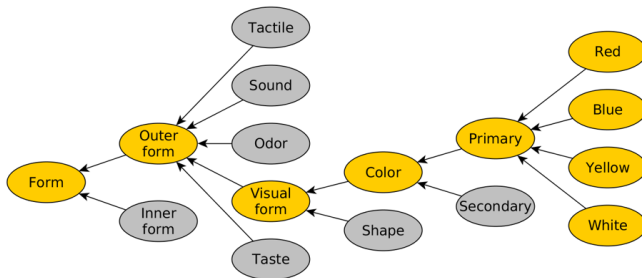 Tactile
Sound
Odor
Outer
form
Form
Inner
form
Visual
form
Taste
Color
Shape
Primary
Secondary
Red
Blue
Yellow
White